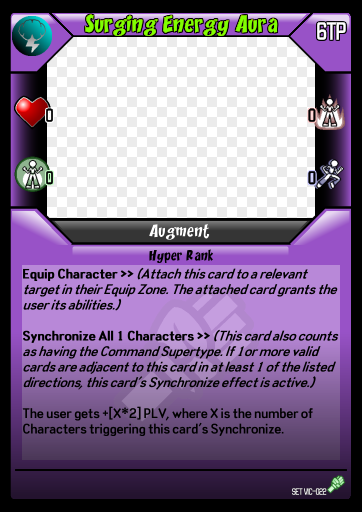 Surging Energy Aura
6TP
0
0
0
0
Augment
Hyper Rank
Equip Character >> (Attach this card to a relevant
target in their Equip Zone. The attached card grants the
user its abilities.)
Synchronize All 1 Characters >> (This card also counts
as having the Command Supertype. If 1 or more valid
cards are adjacent to this card in at least 1 of the listed
directions, this card's Synchronize effect is active.)
The user gets +[X*2] PLV, where X is the number of
Characters triggering this card's Synchronize.
SET VIC-022